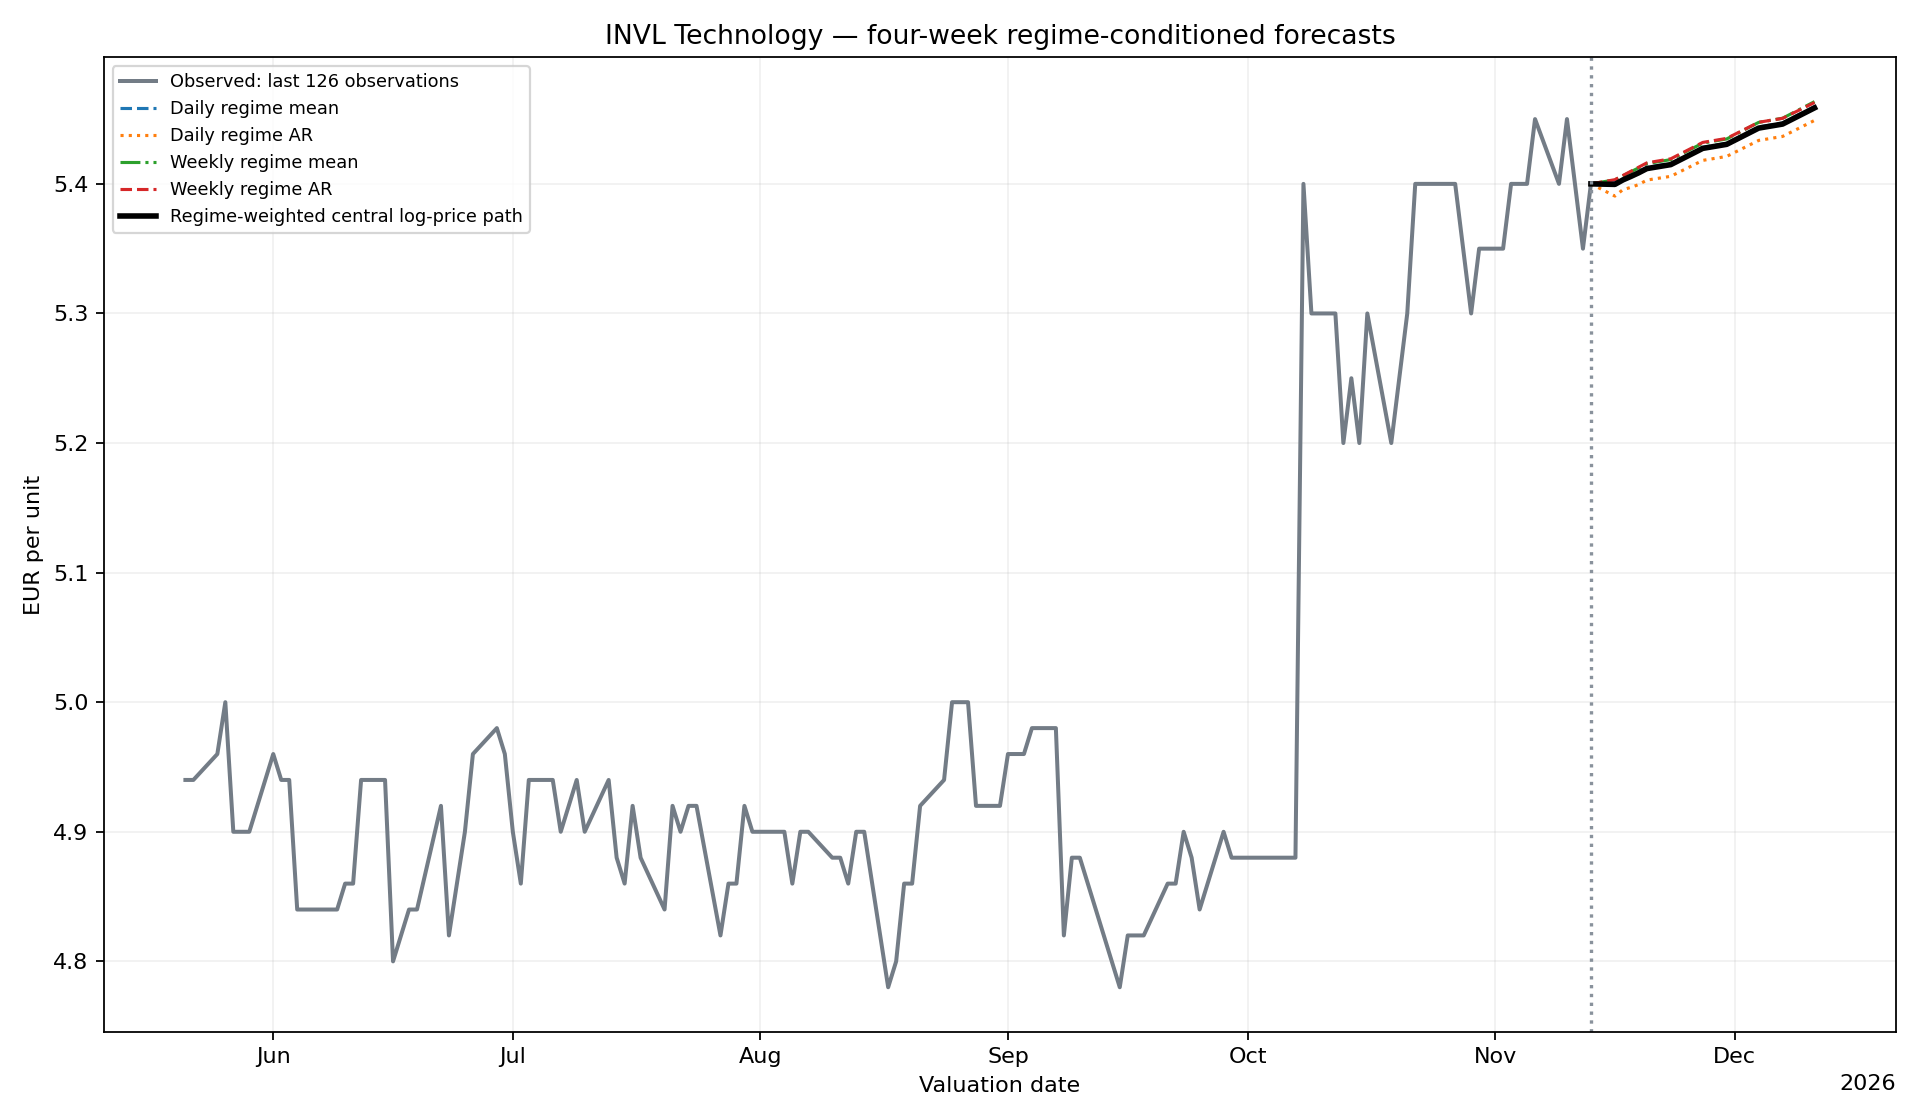 INVL Technology — four-week regime-conditioned forecasts
Observed: last 126 observations
Daily regime mean
Daily regime AR
Weekly regime mean
Weekly regime AR
Regime-weighted central log-price path
EUR per unit
5.4
5.3
5.2
5.1
5.0
4.9
4.8
Jun
Jul
Aug
Sep
Oct
Nov
Dec
Valuation date
2026